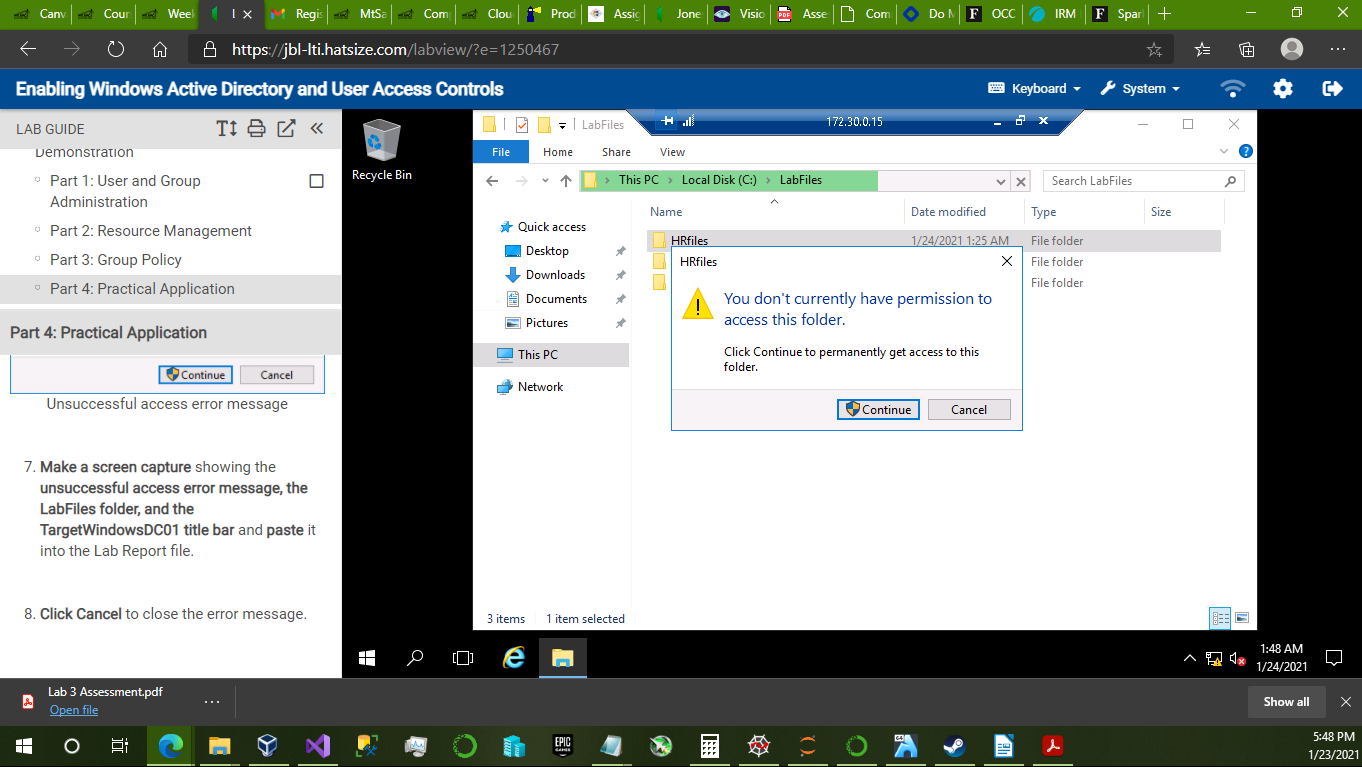 Canv
Cour
Week
I
Regis
MtSa
Com
Clou
Prod
Assig
Jone
Visio
Asse
Com
Do M
OCC
IRM
Spar
https://jbl-lti.hatsize.com/labview/?e=1250467
Enabling Windows Active Directory and User Access Controls
Keyboard
System
LAB GUIDE
Demonstration
Part 1: User and Group
Administration
Part 2: Resource Management
Part 3: Group Policy
Part 4: Practical Application
Part 4: Practical Application
Continue
Cancel
Unsuccessful access error message
7. Make a screen capture showing the
unsuccessful access error message, the
LabFiles folder, and the
TargetWindowsDC01 title bar and paste it
into the Lab Report file.
8. Click Cancel to close the error message.
Recycle Bin
LabFiles
172.30.0.15
File
Home
Share
View
This PC
Local Disk (C:)
LabFiles
Search LabFiles
Quick access
Desktop
Downloads
Documents
Pictures
This PC
Network
Name
Date modified
Type
Size
HRfiles
1/24/2021 1:25 AM
File folder
File folder
File folder
HRfiles
You don't currently have permission to
access this folder.
Click Continue to permanently get access to this
folder.
Continue
Cancel
3 items
1 item selected
1:48 AM
1/24/2021
Lab 3 Assessment.pdf
Open file
Show all
EPIC
GAMES
5:48 PM
1/23/2021